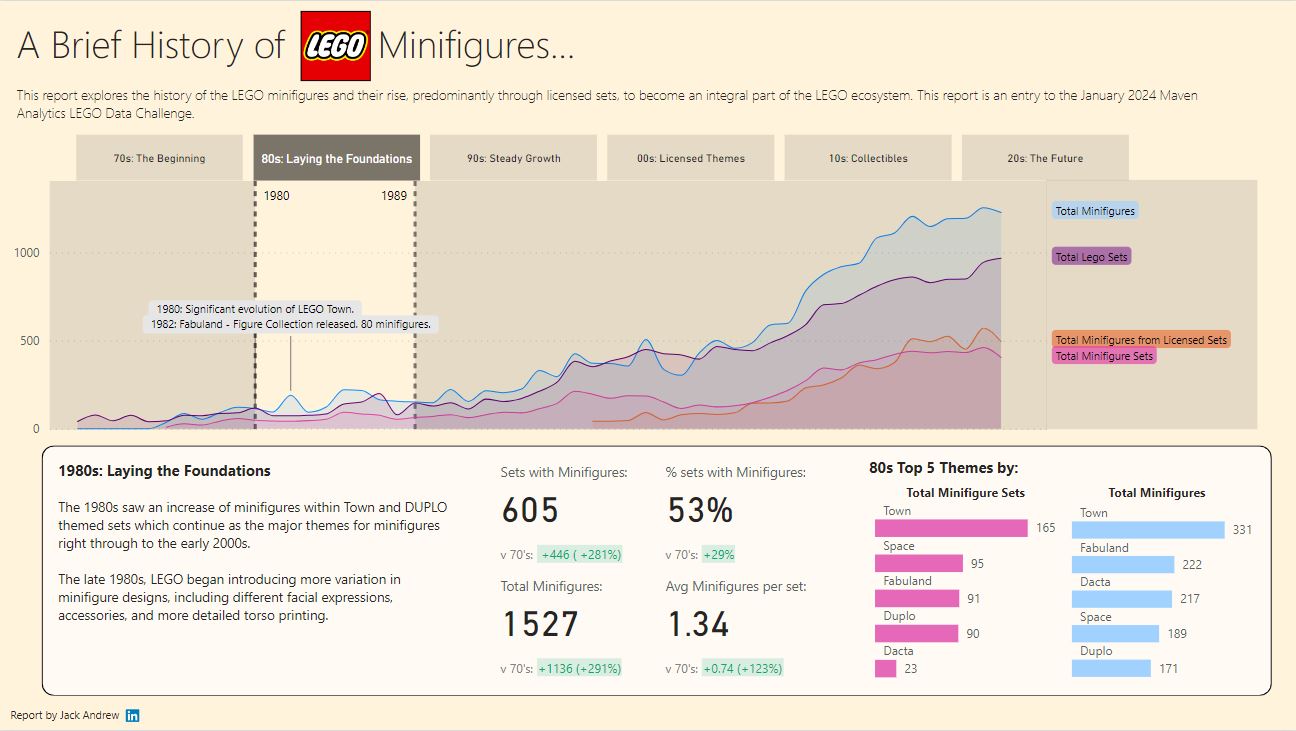 A Brief History of LEGO Minifigures...
This report explores the history of the LEGO minifigures and their rise, predominantly through licensed sets, to become an integral part of the LEGO ecosystem. This report is an entry to the January 2024 Maven
Analytics LEGO Data Challenge.
70s: The Beginning
80s: Laying the Foundations
90s: Steady Growth
00s: Licensed Themes
10s: Collectibles
20s: The Future
1980
1989
1000
500
0
1980: Significant evolution of LEGO Town.
1982: Fabuland - Figure Collection released. 80 minifigures.
Total Minifigures
Total Lego Sets
Total Minifigures from Licensed Sets
Total Minifigure Sets
1980s: Laying the Foundations
The 1980s saw an increase of minifigures within Town and DUPLO
themed sets which continue as the major themes for minifigures
right through to the early 2000s.
The late 1980s, LEGO began introducing more variation in
minifigure designs, including different facial expressions,
accessories, and more detailed torso printing.
Sets with Minifigures:
605
v 70's: +446 ( +281%)
% sets with Minifigures:
53%
v 70's: +29%
Total Minifigures:
1527
v 70's: +1136 (+291%)
Avg Minifigures per set:
1.34
v 70's: +0.74 (+123%)
80s Top 5 Themes by:
Total Minifigure Sets
Town
165
Space
95
Fabuland
91
Duplo
90
Dacta
23
Total Minifigures
Town
331
Fabuland
222
Dacta
217
Space
189
Duplo
171
Report by Jack Andrew in